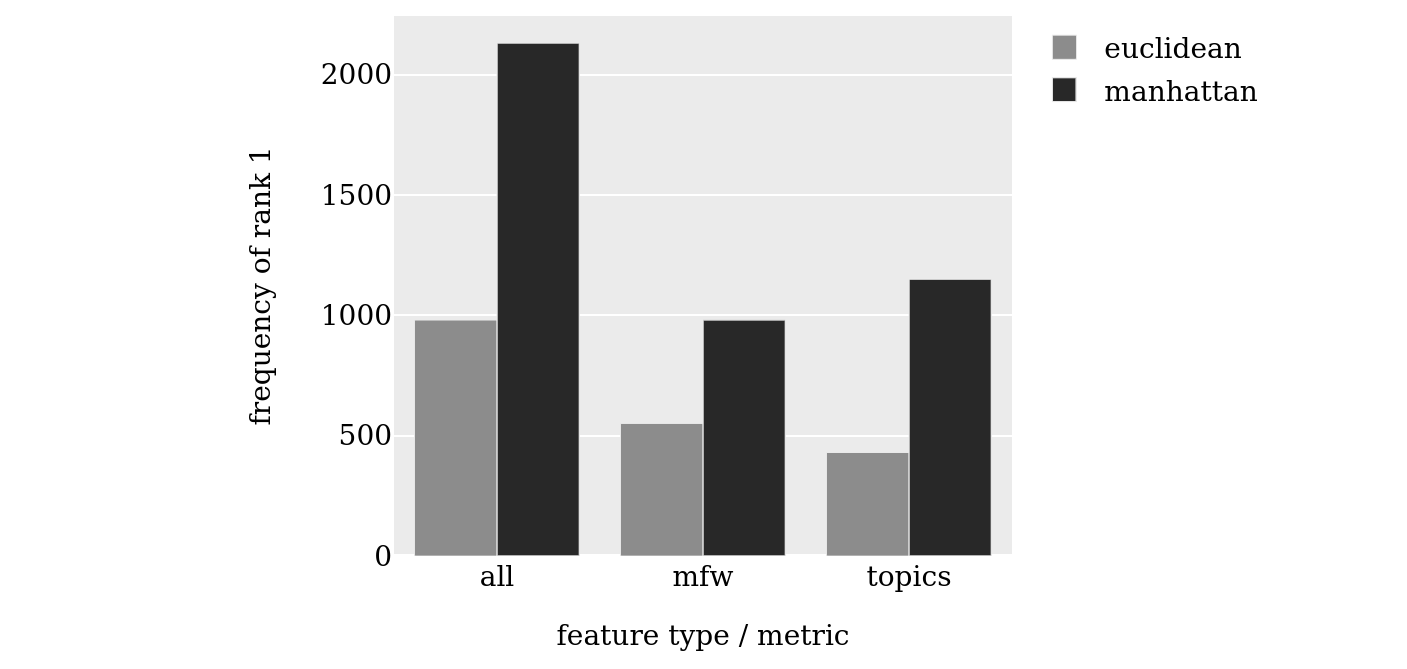 frequency of rank 1
2000
1500
1000
500
0
all
mfw
topics
feature type / metric
euclidean
manhattan